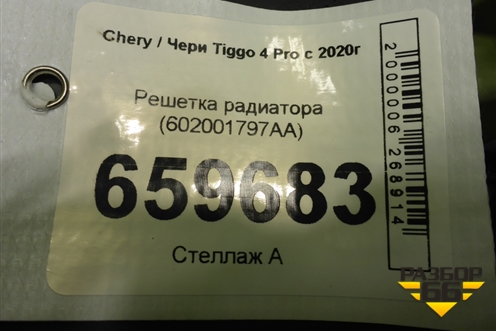 Chery / Чери Tiggo 4 Pro с 2020г
Решетка радиатора
(602001797AA)
659683
Стеллаж А
2000006268914
РАЗБОР
66